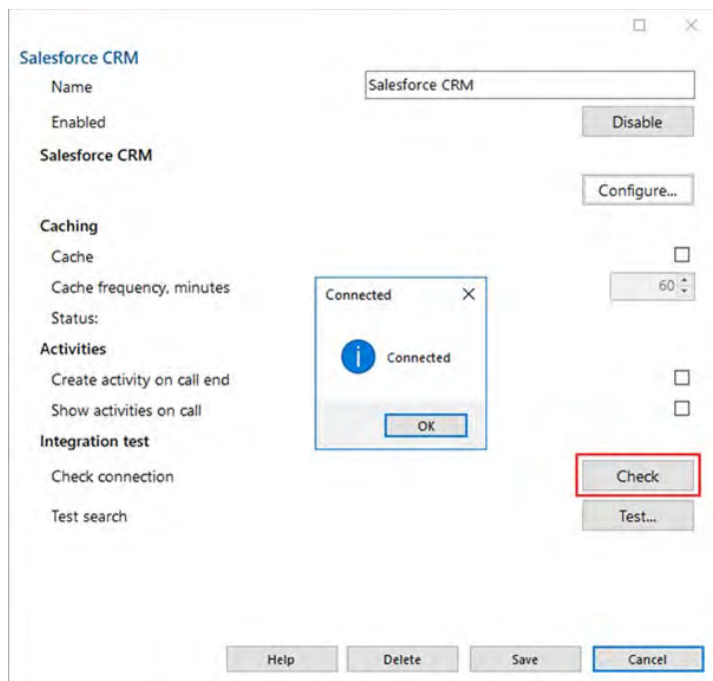 Salesforce CRM
Name Salesforce CRM
Enabled Disable
Salesforce CRM
Configure...
Caching
Cache
Cache frequency, minutes 60
Status:
Activities
Create activity on call end
Show activities on call
Integration test
Check connection Check
Test search Test...
Connected
i Connected
OK
Help Delete Save Cancel